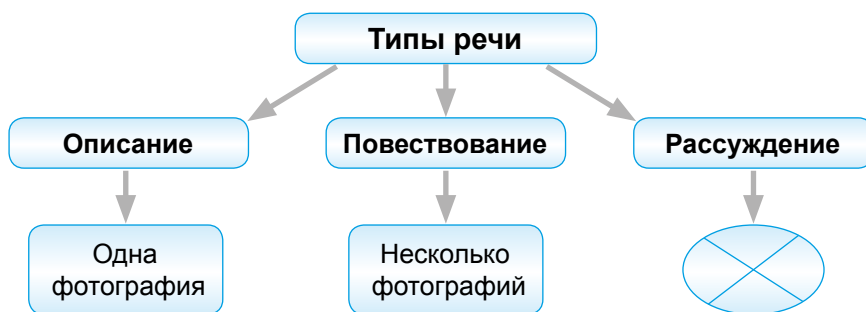 Типы речи
Описание
Повествование
Рассуждение
Одна
фотография
Несколько
фотографий